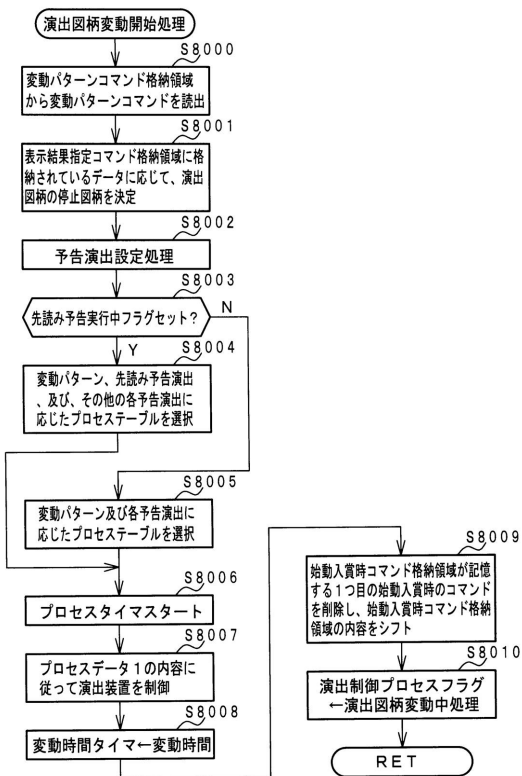 演出図柄変動開始処理
S8000
変動パターンコマンド格納領域
から変動パターンコマンドを読出
S8001
表示結果指定コマンド格納領域に格
納されているデータに応じて、演出
図柄の停止図柄を決定
S8002
予告演出設定処理
S8003
先読み予告実行中フラグセット?
N
Y
S8004
変動パターン、先読み予告演出
、及び、その他の各予告演出に
応じたプロセステーブルを選択
S8005
変動パターン及び各予告演出に
応じたプロセステーブルを選択
S8006
プロセスタイマスタート
S8007
プロセスデータ1の内容に
従って演出装置を制御
S8008
変動時間タイマ←変動時間
S8009
始動入賞時コマンド格納領域が記憶
する1つ目の始動入賞時のコマンド
を削除し、始動入賞時コマンド格納
領域の内容をシフト
S8010
演出制御プロセスフラグ
←演出図柄変動中処理
RET